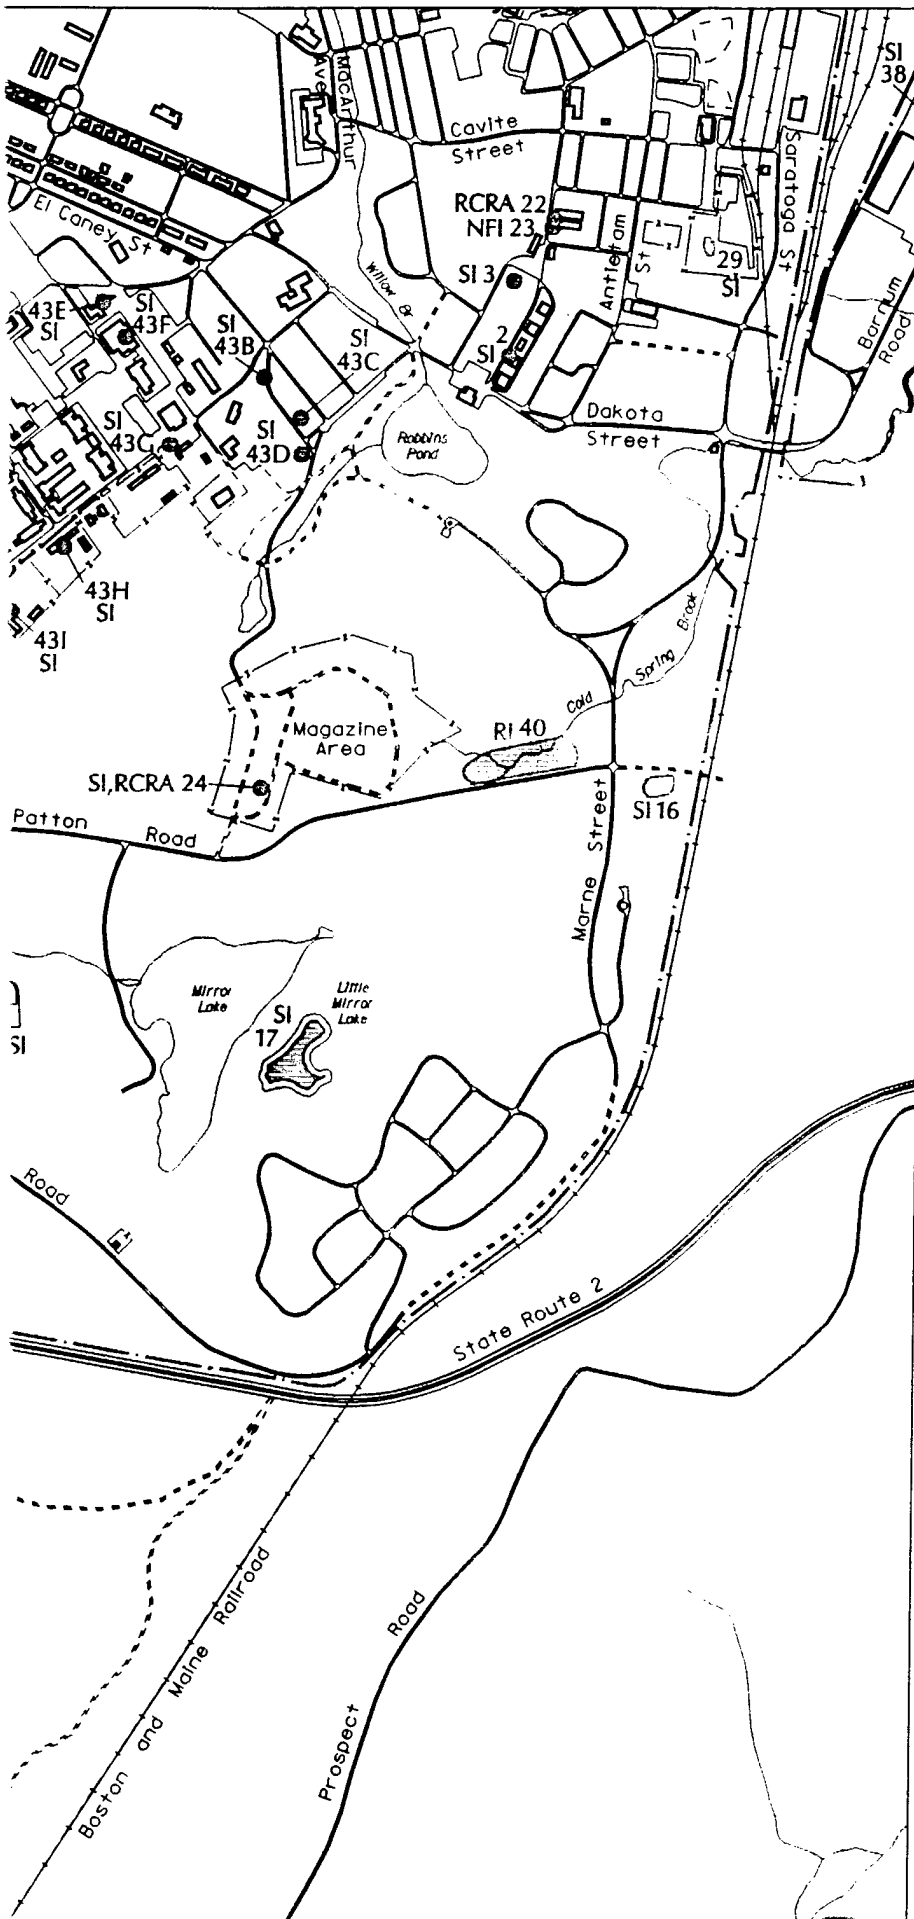 SI
38
MacArthur
Ave
Cavite
Street
Saratoga St
El Caney St
RCRA 22
NFI 23
Antietam
St
29
SI
Willow Br
SI 3
Barnum
Road
43E
SI
SI
43F
SI
43B
SI
43C
2
SI
Dakota
Street
SI
43G
SI
43D
Robbins
Pond
43H
SI
43I
SI
Cold Spring Brook
Magazine
Area
RI 40
SI,RCRA 24
SI 16
Patton Road
Marne Street
Mirror
Lake
Little
Mirror
Lake
SI
17
SI
Road
State Route 2
Boston and Maine Railroad
Prospect Road